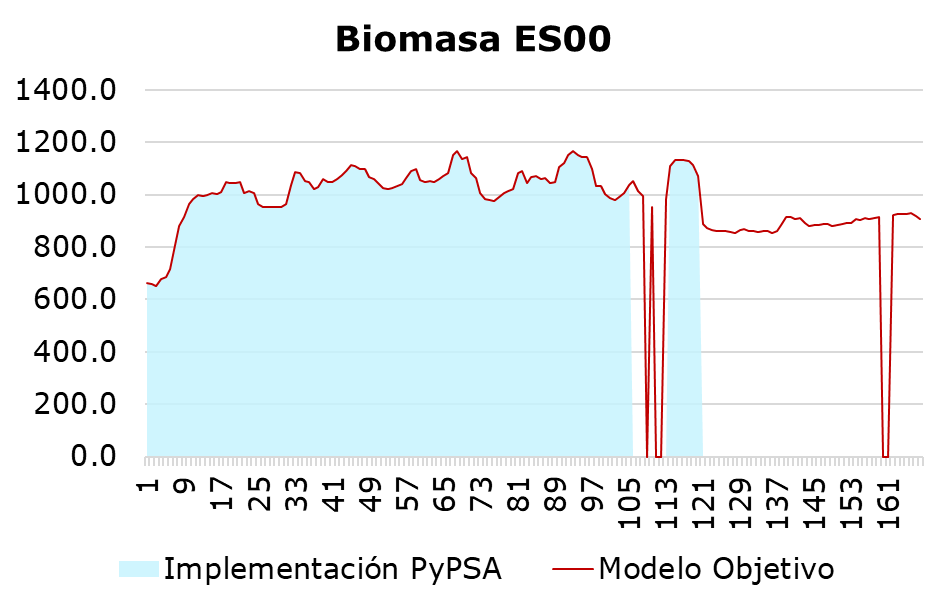 Biomasa ES00
1400.0
1200.0
1000.0
800.0
600.0
400.0
200.0
0.0
1 9 17 25 33 41 49 57 65 73 81 89 97 105 113 121 129 137 145 153 161
Implementación PyPSA Modelo Objetivo